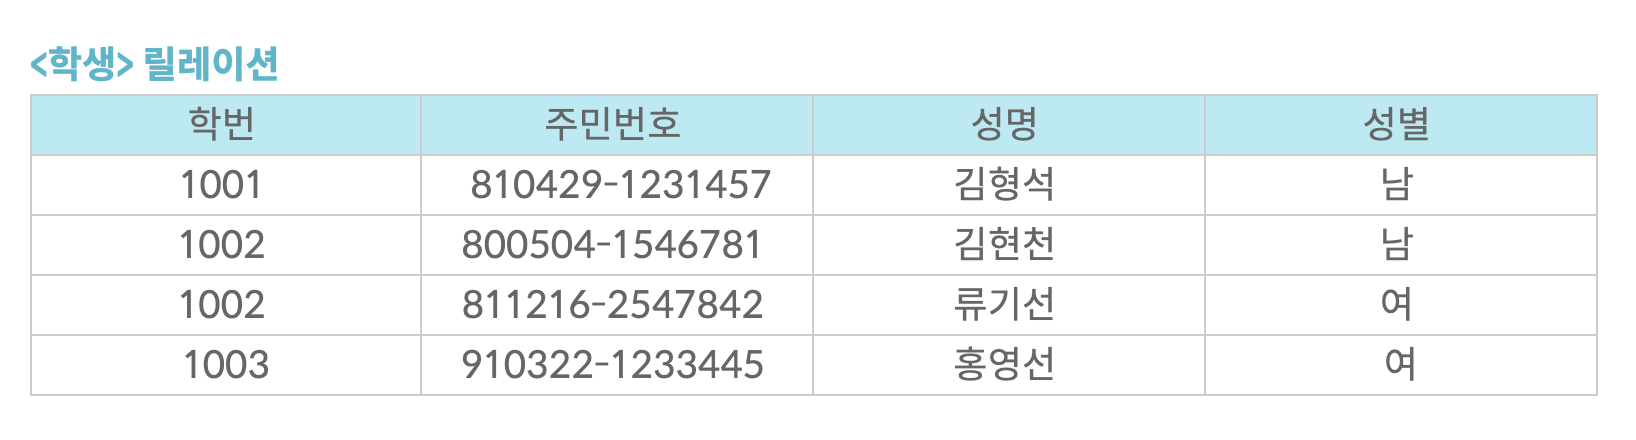 <학생> 릴레이션
학번 주민번호 성명 성별
1001 810429-1231457 김형석 남
1002 800504-1546781 김현천 남
1002 811216-2547842 류기선 여
1003 910322-1233445 홍영선 여